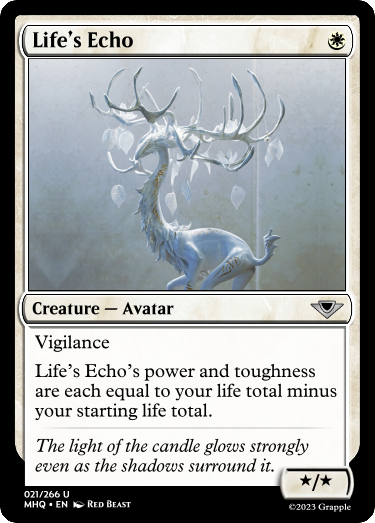 Life's Echo
Creature — Avatar
Vigilance
Life's Echo's power and toughness
are each equal to your life total minus
your starting life total.
The light of the candle glows strongly
even as the shadows surround it.
★/★
021/266 U
MHQ • EN Red Beast
©2023 Grapple